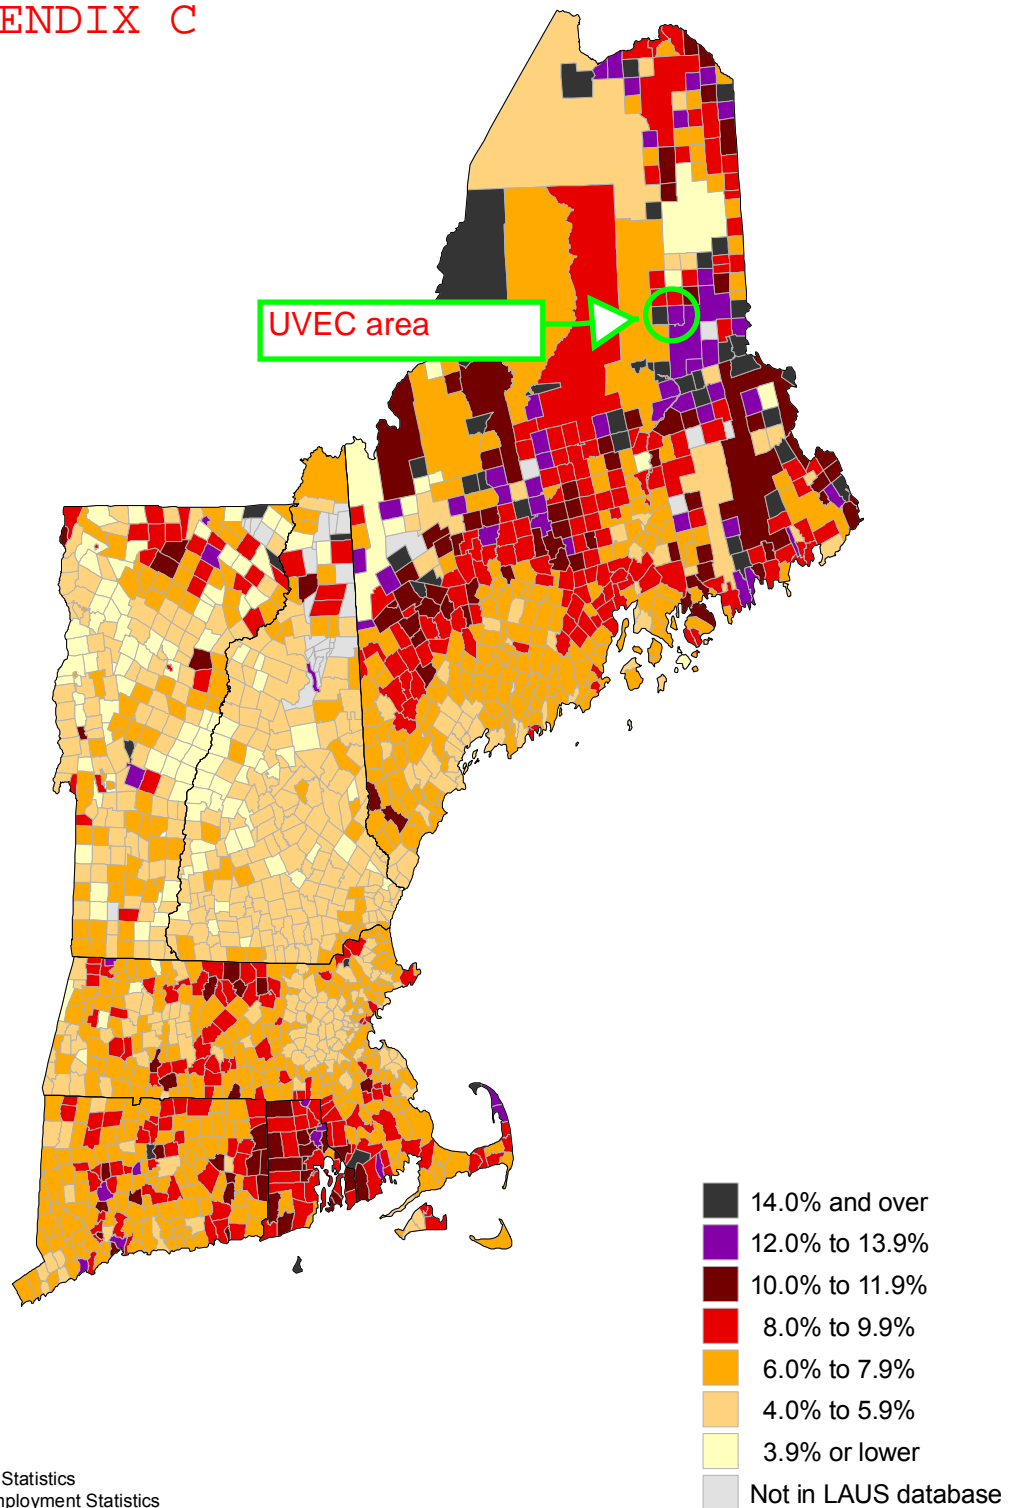 ENDIX C
UVEC area
14.0% and over
12.0% to 13.9%
10.0% to 11.9%
8.0% to 9.9%
6.0% to 7.9%
4.0% to 5.9%
3.9% or lower
Not in LAUS database
Statistics
nployment Statistics